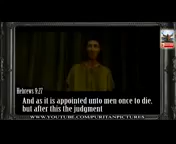 Hebrews 9:27
And as it is appointed unto men once to die,
but after this the judgment
WWW.YOUTUBE.COM/PURITANPICTURES